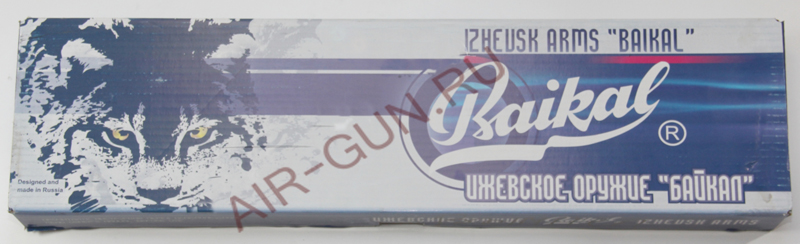 IZHEVSK ARMS "BAIKAL"
Baikal
®
ИЖЕВСКОЕ ОРУЖИЕ "БАЙКАЛ"
Designed and
made in Russia
AIR-GUN.RU
ИЖЕВСКОЕ ОРУЖИЕ Baikal IZHEVSK ARMS